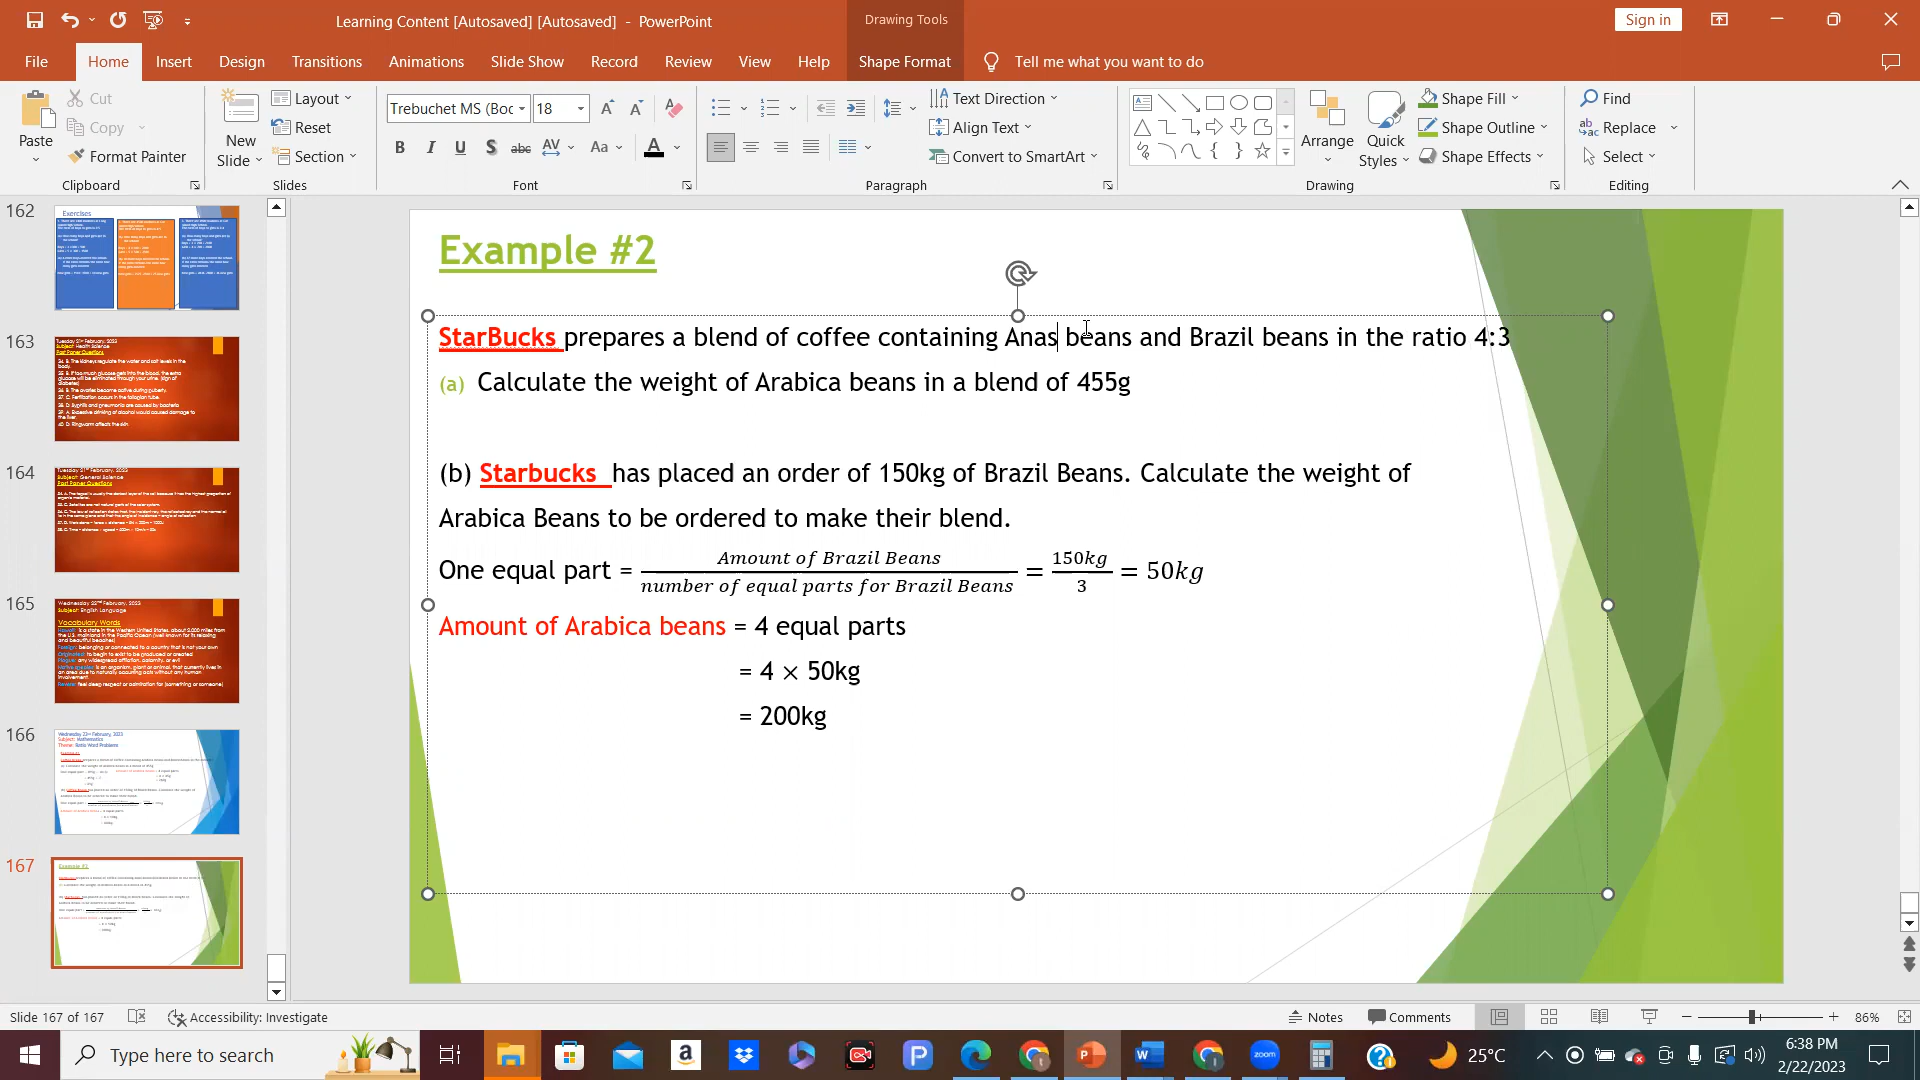 Learning Content [Autosaved] [Autosaved] - PowerPoint
Drawing Tools
Sign in
File Home Insert Design Transitions Animations Slide Show Record Review View Help Shape Format Tell me what you want to do
Paste
Cut
Copy
Format Painter
Clipboard
New Slide
Layout
Reset
Section
Slides
Trebuchet MS (Boc 18
Font
Text Direction
Align Text
Convert to SmartArt
Paragraph
Arrange
Quick Styles
Shape Fill
Shape Outline
Shape Effects
Drawing
Find
Replace
Select
Editing
162
Exercises
163
164
165
166
167
Example #2
StarBucks prepares a blend of coffee containing Anas beans and Brazil beans in the ratio 4:3
(a) Calculate the weight of Arabica beans in a blend of 455g
(b) Starbucks has placed an order of 150kg of Brazil Beans. Calculate the weight of
Arabica Beans to be ordered to make their blend.
One equal part = Amount of Brazil Beans / number of equal parts for Brazil Beans = 150kg / 3 = 50kg
Amount of Arabica beans = 4 equal parts
= 4 × 50kg
= 200kg
Slide 167 of 167 Accessibility: Investigate Notes Comments 86%
Type here to search
25°C
6:38 PM
2/22/2023